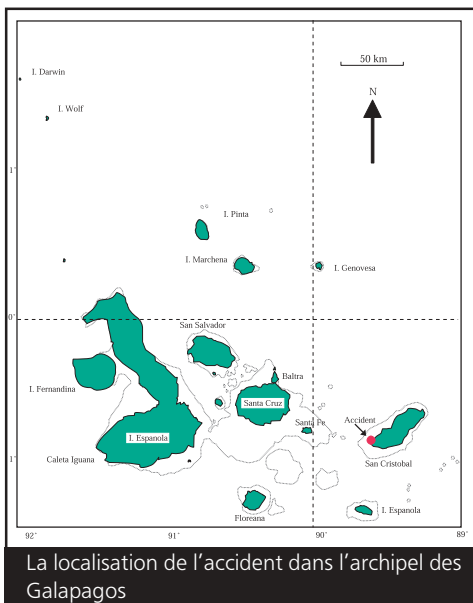 50 km
I. Darwin
N
I. Wolf
1°
I. Pinta
I. Marchena
I. Genovesa
0°
San Salvador
Baltra
I. Fernandina
Santa Cruz
Santa Fe
Accident
I. Espanola
Caleta Iguana
San Cristobal
1°
Floreana
I. Espanola
92°
91°
90°
89°
La localisation de l'accident dans l'archipel des
Galapagos